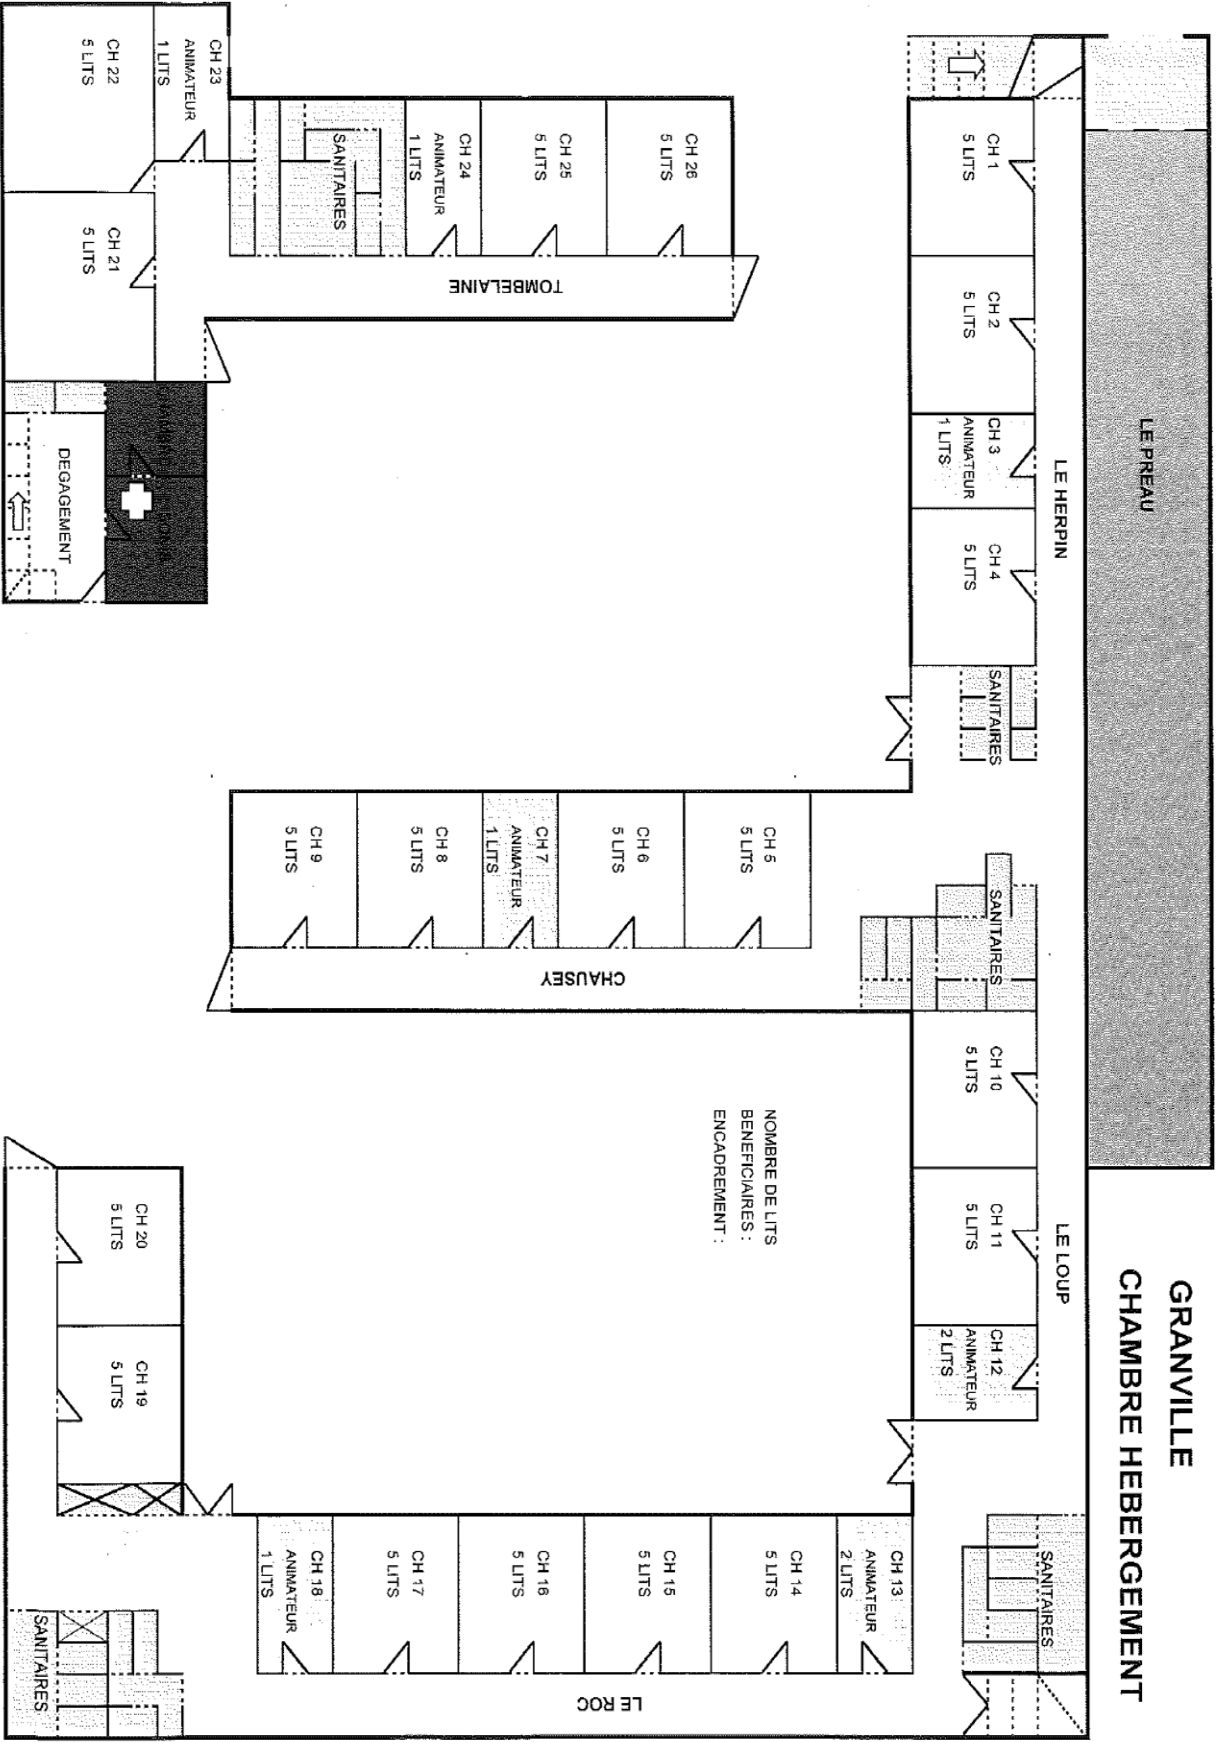 GRANVILLE
CHAMBRE HEBERGEMENT
LE PREAU
LE HERPIN
LE LOUP
CH 1
5 LITS
CH 2
5 LITS
CH 3
ANIMATEUR
1 LITS
CH 4
5 LITS
SANITAIRES
SANITAIRES
CH 10
5 LITS
CH 11
5 LITS
CH 12
ANIMATEUR
2 LITS
SANITAIRES
CH 5
5 LITS
CH 6
5 LITS
CH 7
ANIMATEUR
1 LITS
CH 8
5 LITS
CH 9
5 LITS
CHAUSEY
NOMBRE DE LITS
BENEFICIAIRES :
ENCADREMENT :
CH 13
ANIMATEUR
2 LITS
CH 14
5 LITS
CH 15
5 LITS
CH 16
5 LITS
CH 17
5 LITS
CH 18
ANIMATEUR
1 LITS
LE ROC
CH 26
5 LITS
CH 25
5 LITS
CH 24
ANIMATEUR
1 LITS
SANITAIRES
TOMBELAINE
CH 23
ANIMATEUR
1 LITS
CH 22
5 LITS
CH 21
5 LITS
DEGAGEMENT
CH 20
5 LITS
CH 19
5 LITS
SANITAIRES